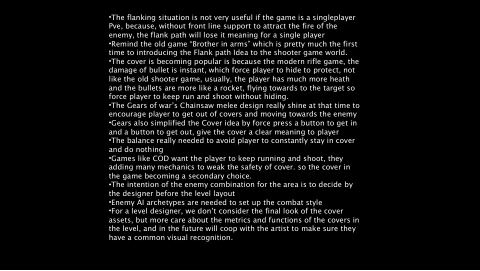 •The flanking situation is not very useful if the game is a singleplayer
Pve, because, without front line support to attract the fire of the
enemy, the flank path will lose it meaning for a single player
•Remind the old game "Brother in arms" which is pretty much the first
time to introducing the Flank path Idea to the shooter game world.
•The cover is becoming popular is because the modern rifle game, the
damage of bullet is instant, which force player to hide to protect, not
like the old shooter game, usually, the player has much more heath
and the bullets are more like a rocket, flying towards to the target so
force player to keep run and shoot without hiding.
•The Gears of war's Chainsaw melee design really shine at that time to
encourage player to get out of covers and moving towards the enemy
•Gears also simplified the Cover idea by force press a button to get in
and a button to get out, give the cover a clear meaning to player
•The balance really needed to avoid player to constantly stay in cover
and do nothing
•Games like COD want the player to keep running and shoot, they
adding many mechanics to weak the safety of cover. so the cover in
the game becoming a secondary choice.
•The intention of the enemy combination for the area is to decide by
the designer before the level layout
•Enemy AI archetypes are needed to set up the combat style
•For a level designer, we don't consider the final look of the cover
assets, but more care about the metrics and functions of the covers in
the level, and in the future will coop with the artist to make sure they
have a common visual recognition.